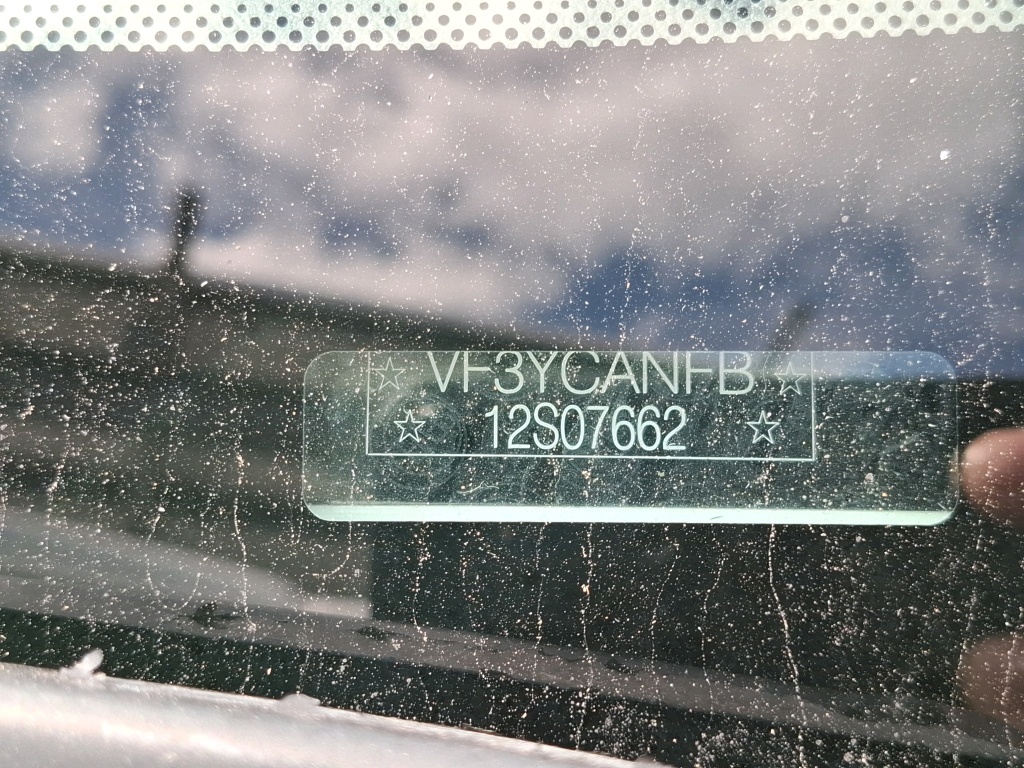 ☆ VF3YCANFB ☆
☆ 12S07662 ☆